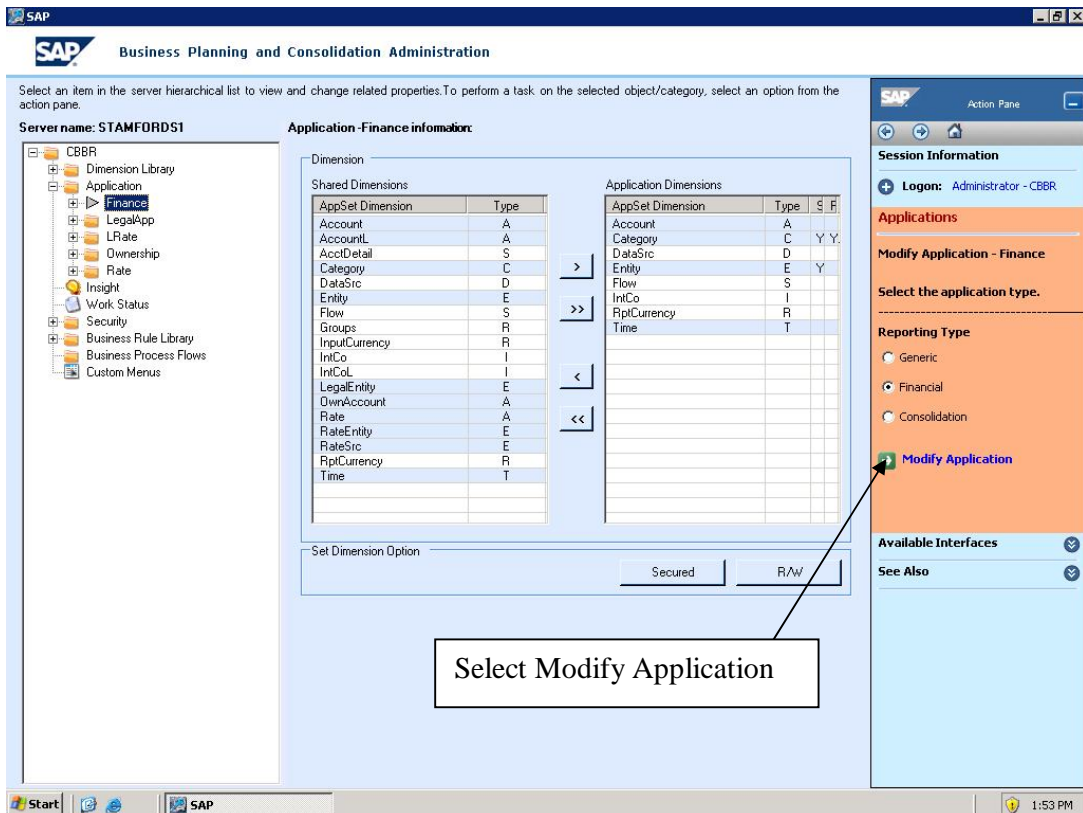 SAP
SAP
Business Planning and Consolidation Administration
Select an item in the server hierarchical list to view and change related properties.To perform a task on the selected object/category, select an option from the
action pane.
Server name: STAMFORDS1
CBBR
Dimension Library
Application
Finance
LegalApp
LRate
Ownership
Rate
Insight
Work Status
Security
Business Rule Library
Business Process Flows
Custom Menus
Application -Finance information:
Dimension
Shared Dimensions
AppSet Dimension Type
Account A
AccountL A
AcctDetail S
Category C
DataSrc D
Entity E
Flow S
Groups R
InputCurrency R
IntCo I
IntCoL I
LegalEntity E
OwnAccount A
Rate A
RateEntity E
RateSrc E
RptCurrency R
Time T
>
>>
<
<<
Application Dimensions
AppSet Dimension Type S
Account A
Category C Y Y
DataSrc D
Entity E Y
Flow S
IntCo I
RptCurrency R
Time T
Set Dimension Option
Secured R/W
Select Modify Application
SAP Action Pane
Session Information
Logon: Administrator - CBBR
Applications
Modify Application - Finance
Select the application type.
Reporting Type
Generic
Financial
Consolidation
Modify Application
Available Interfaces
See Also
Start SAP 1:53 PM